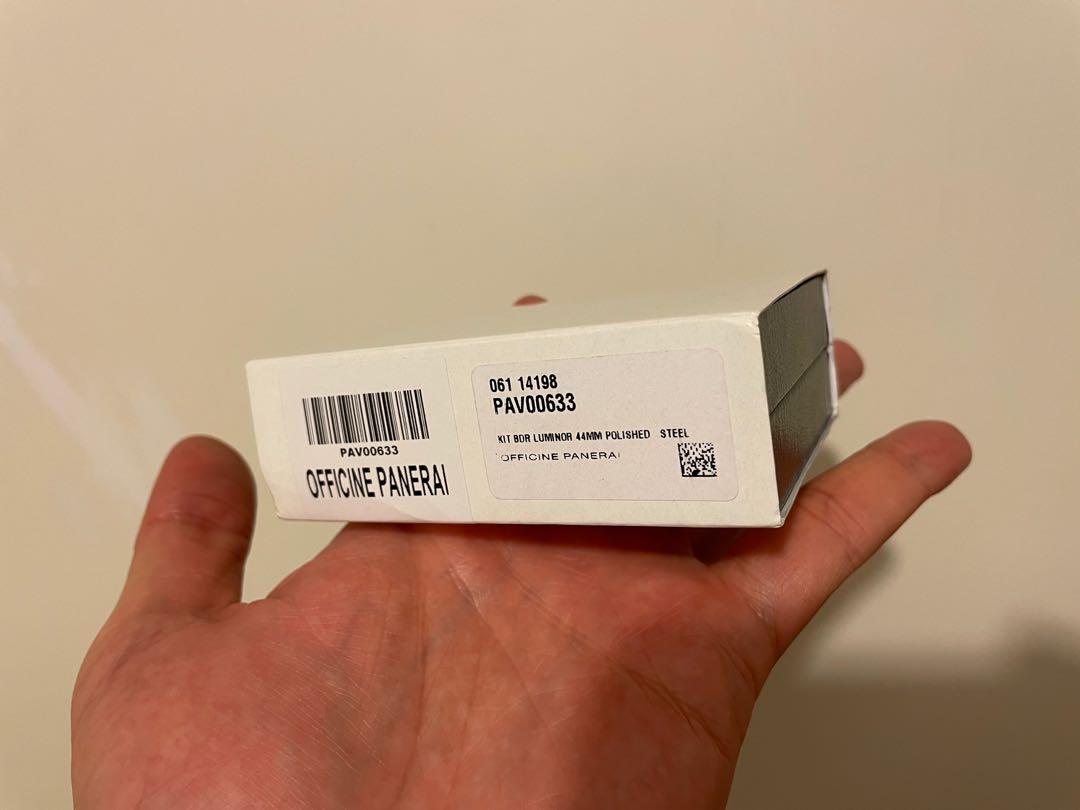 PAV00633
OFFICINE PANERAI
061 14198
PAV00633
KIT BDR LUMINOR 44MM POLISHED STEEL
OFFICINE PANERAI